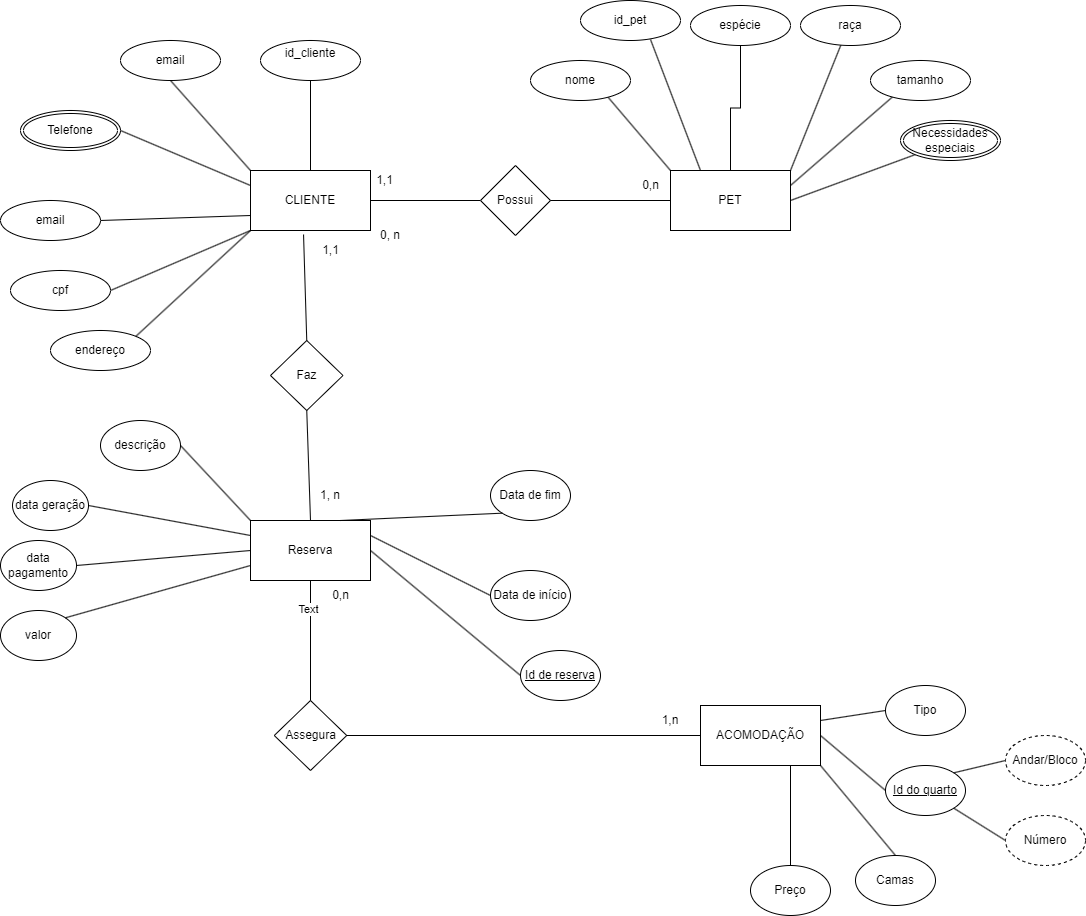 id_pet
espécie
raça
email
id_cliente
nome
tamanho
Telefone
Necessidades
especiais
1,1
0,n
CLIENTE
Possui
PET
email
0, n
1,1
cpf
endereço
Faz
descrição
1, n
Data de fim
data geração
Reserva
data
pagamento
0,n
Data de início
Text
valor
Id de reserva
1,n
Tipo
Assegura
ACOMODAÇÃO
Andar/Bloco
Id do quarto
Número
Camas
Preço